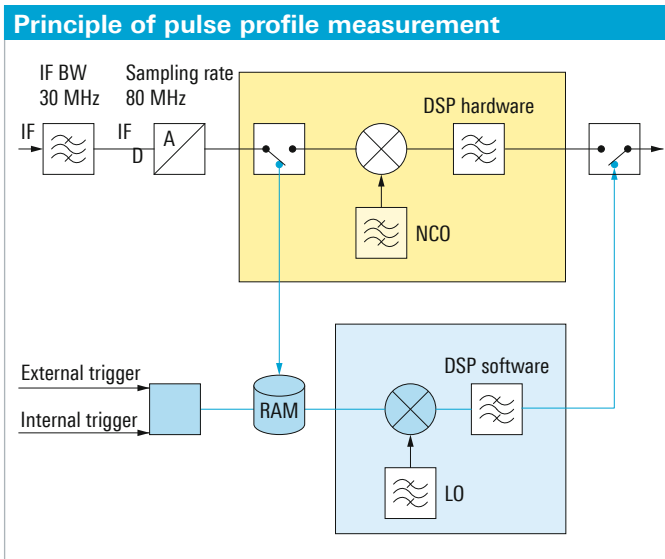 Principle of pulse profile measurement
IF BW
30 MHz
Sampling rate
80 MHz
DSP hardware
IF
IF
D
A
NCO
DSP software
External trigger
Internal trigger
RAM
LO